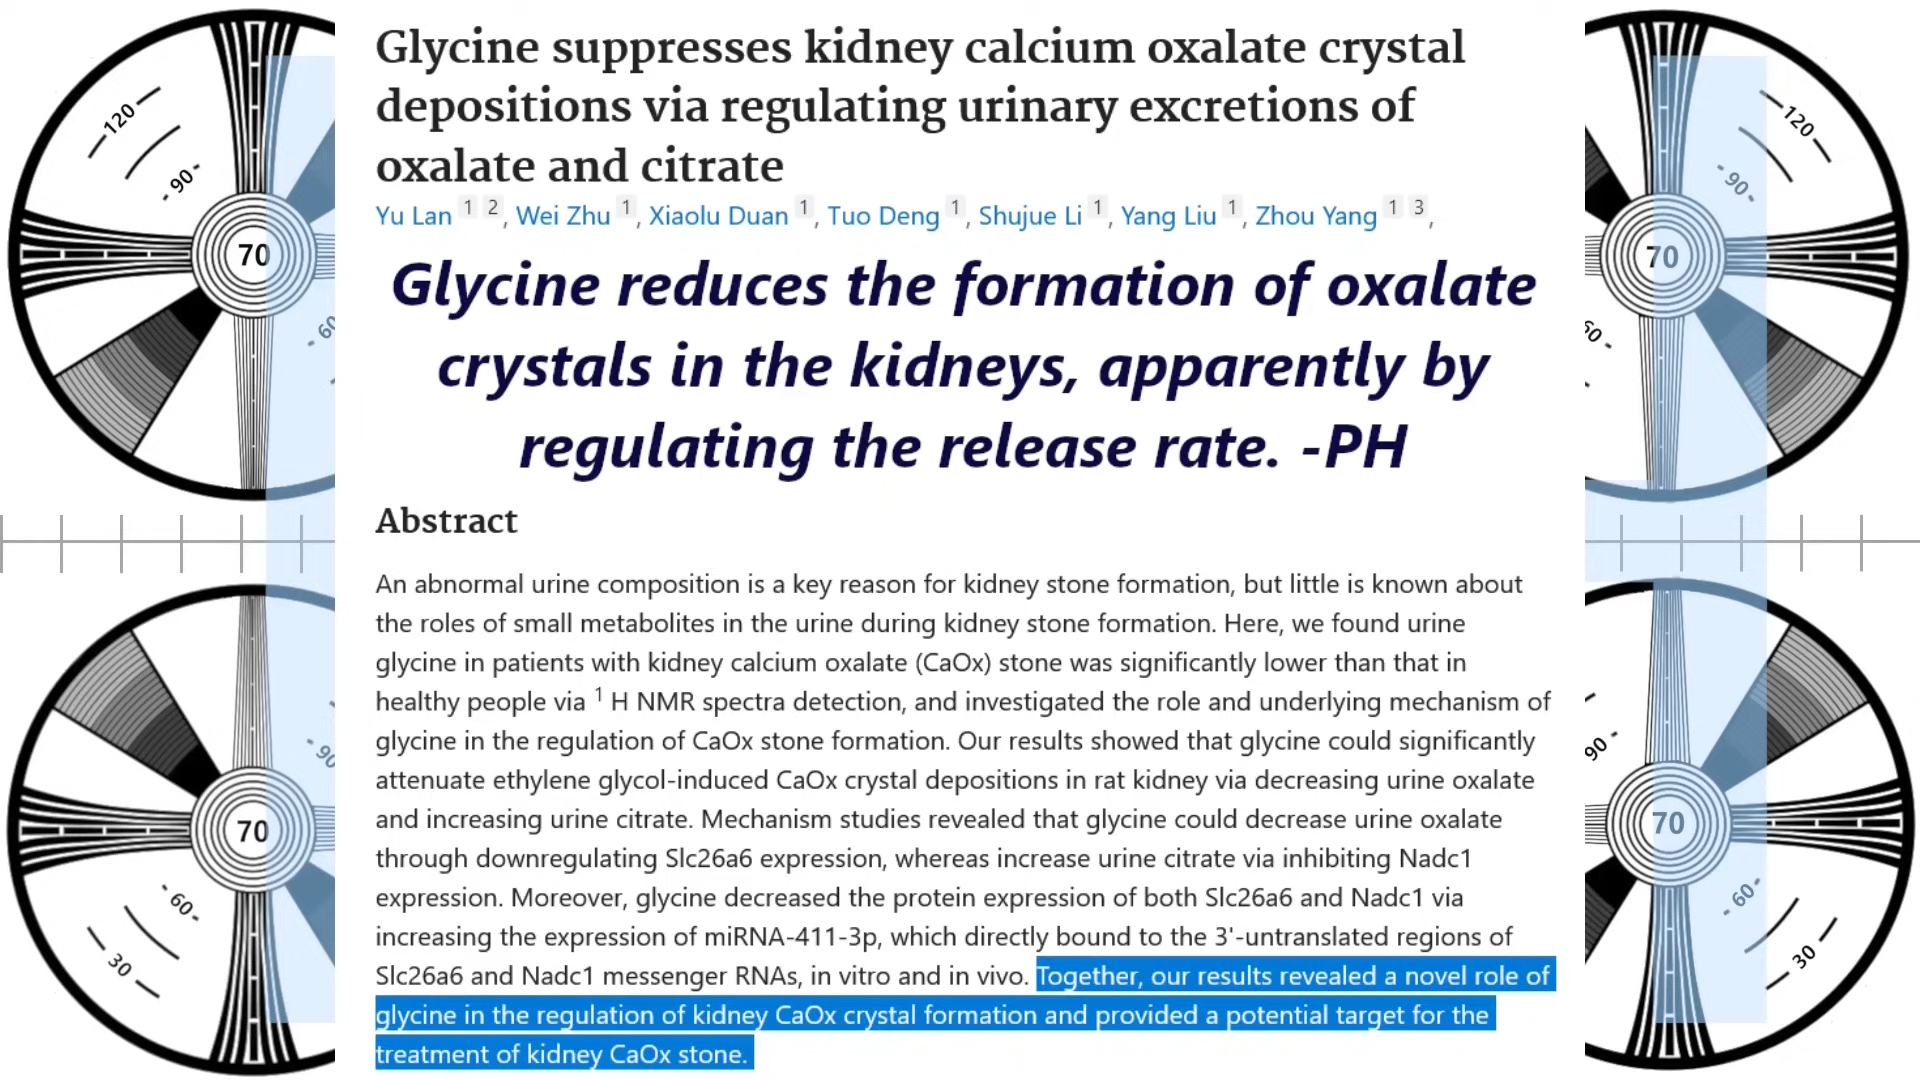 Glycine suppresses kidney calcium oxalate crystal
depositions via regulating urinary excretions of
oxalate and citrate
Yu Lan 1 2, Wei Zhu 1, Xiaolu Duan 1, Tuo Deng 1, Shujue Li 1, Yang Liu 1, Zhou Yang 1 3,
Glycine reduces the formation of oxalate
crystals in the kidneys, apparently by
regulating the release rate. -PH
Abstract
An abnormal urine composition is a key reason for kidney stone formation, but little is known about
the roles of small metabolites in the urine during kidney stone formation. Here, we found urine
glycine in patients with kidney calcium oxalate (CaOx) stone was significantly lower than that in
healthy people via 1 H NMR spectra detection, and investigated the role and underlying mechanism of
glycine in the regulation of CaOx stone formation. Our results showed that glycine could significantly
attenuate ethylene glycol-induced CaOx crystal depositions in rat kidney via decreasing urine oxalate
and increasing urine citrate. Mechanism studies revealed that glycine could decrease urine oxalate
through downregulating Slc26a6 expression, whereas increase urine citrate via inhibiting Nadc1
expression. Moreover, glycine decreased the protein expression of both Slc26a6 and Nadc1 via
increasing the expression of miRNA-411-3p, which directly bound to the 3'-untranslated regions of
Slc26a6 and Nadc1 messenger RNAs, in vitro and in vivo. Together, our results revealed a novel role of
glycine in the regulation of kidney CaOx crystal formation and provided a potential target for the
treatment of kidney CaOx stone.
120
-90-
70
-60
120
-90-
70
60-
-90
70
-60-
30
90-
70
-60-
30